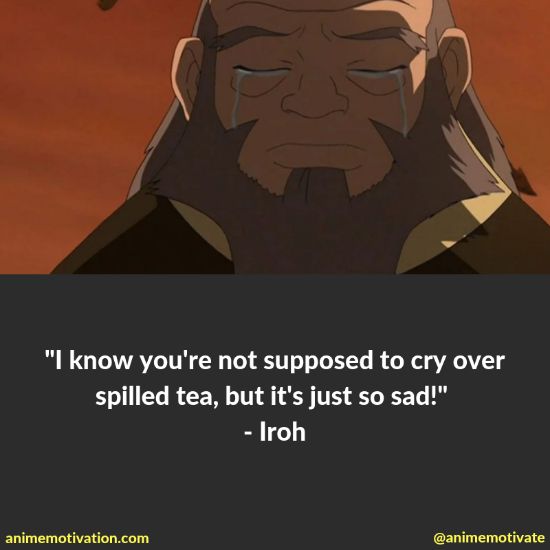 "I know you're not supposed to cry over
spilled tea, but it's just so sad!"
- Iroh
animemotivation.com
@animemotivate